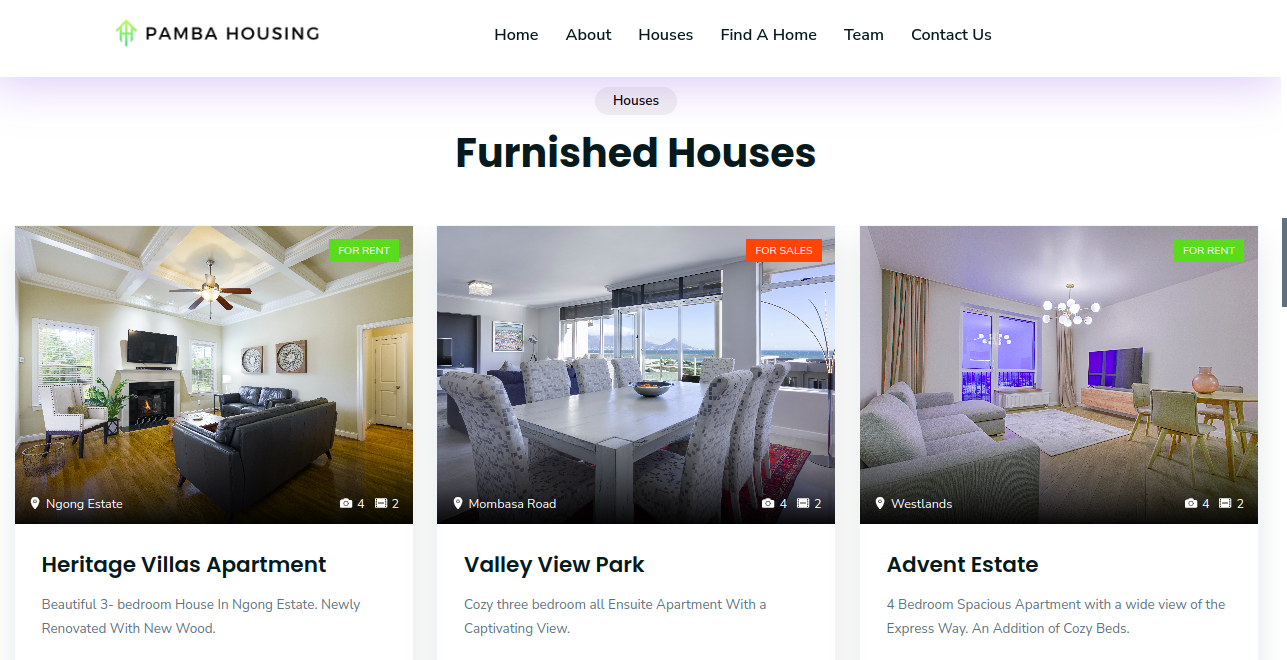 PAMBA HOUSING
Home About Houses Find A Home Team Contact Us
Houses
Furnished Houses
FOR RENT
Ngong Estate 4 2
Heritage Villas Apartment
Beautiful 3- bedroom House In Ngong Estate. Newly
Renovated With New Wood.
FOR SALES
Mombasa Road 4 2
Valley View Park
Cozy three bedroom all Ensuite Apartment With a
Captivating View.
FOR RENT
Westlands 4 2
Advent Estate
4 Bedroom Spacious Apartment with a wide view of the
Express Way. An Addition of Cozy Beds.